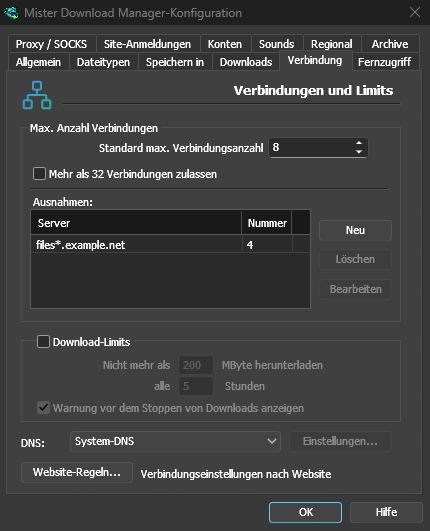 Mister Download Manager-Konfiguration
Proxy / SOCKS Site-Anmeldungen Konten Sounds Regional Archive
Allgemein Dateitypen Speichern in Downloads Verbindung Fernzugriff
Verbindungen und Limits
Max. Anzahl Verbindungen
Standard max. Verbindungsanzahl 8
Mehr als 32 Verbindungen zulassen
Ausnahmen:
Server Nummer
files*.example.net 4
Neu
Löschen
Bearbeiten
Download-Limits
Nicht mehr als 200 MByte herunterladen
alle 5 Stunden
Warnung vor dem Stoppen von Downloads anzeigen
DNS: System-DNS Einstellungen...
Website-Regeln... Verbindungseinstellungen nach Website
OK Hilfe